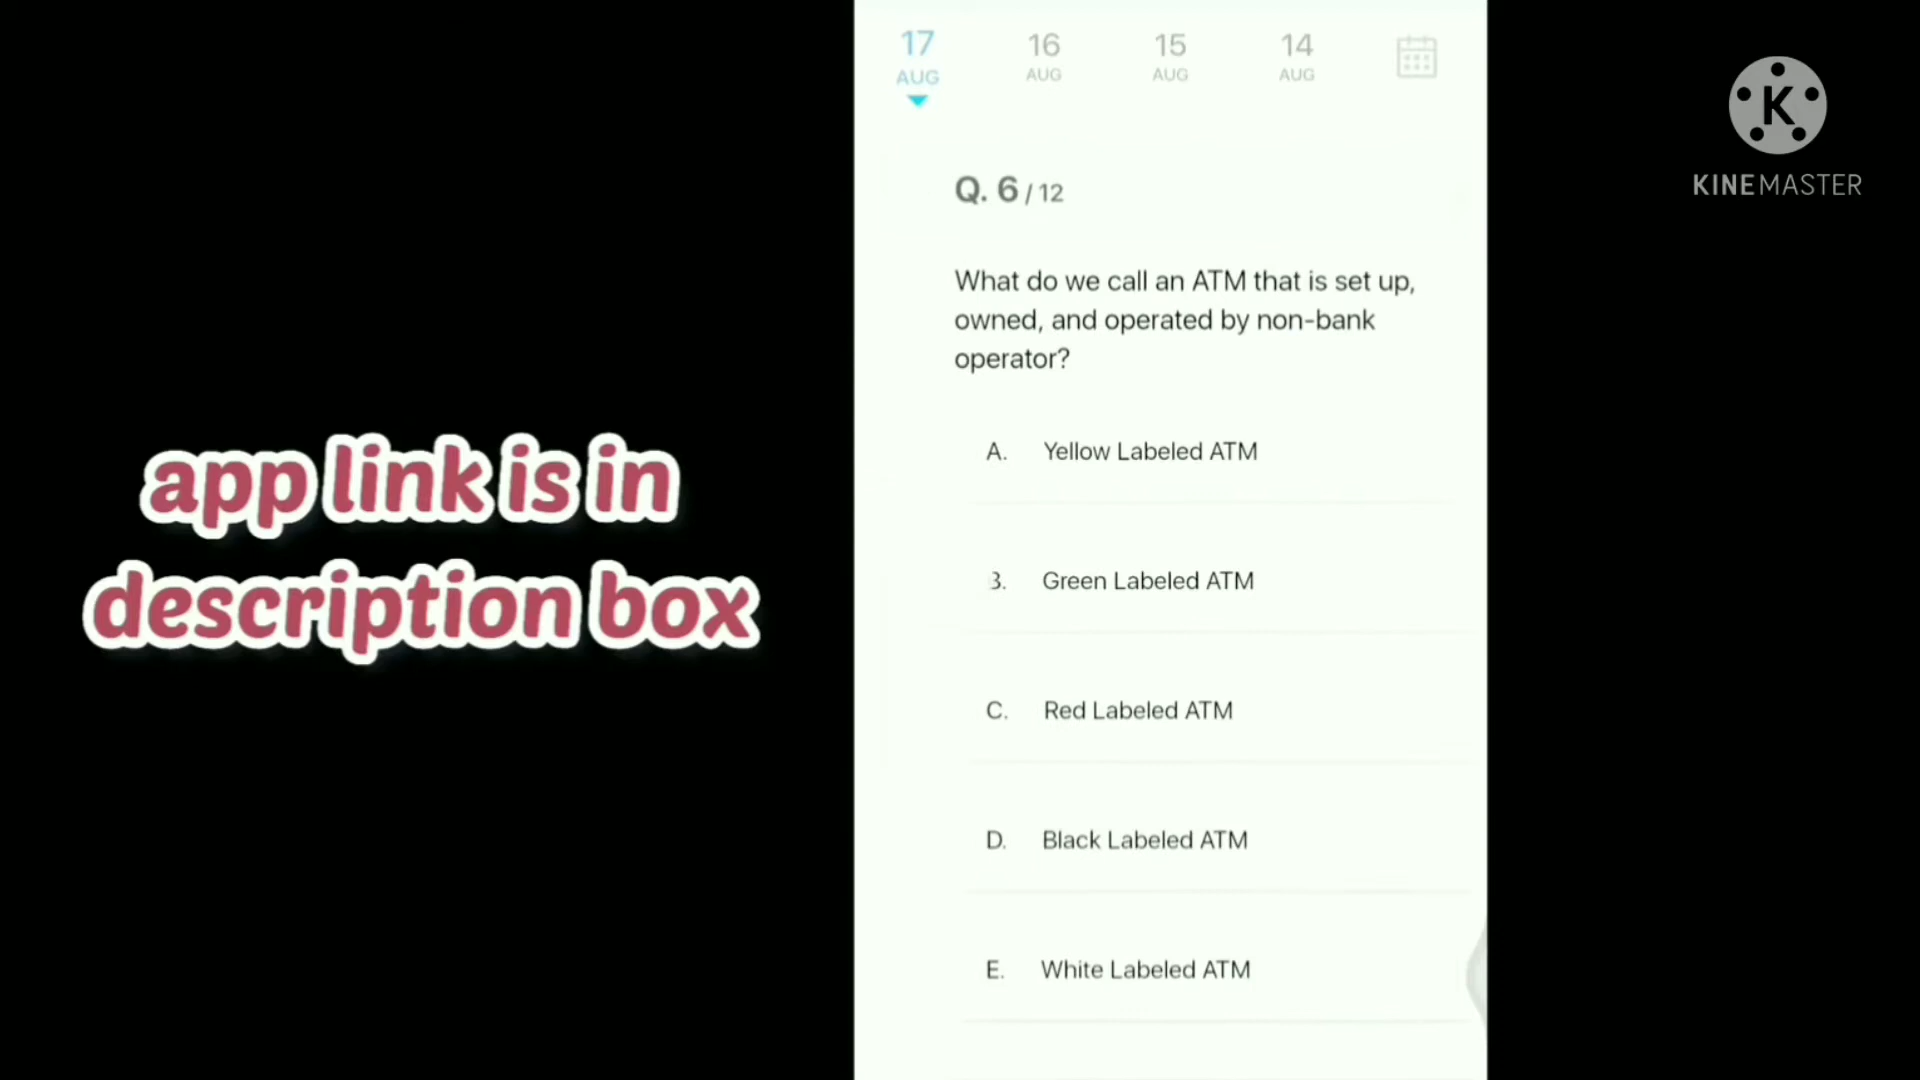 17 16 15 14
AUG AUG AUG AUG
K
KINEMASTER
Q. 6 / 12
What do we call an ATM that is set up,
owned, and operated by non-bank
operator?
A. Yellow Labeled ATM
B. Green Labeled ATM
C. Red Labeled ATM
D. Black Labeled ATM
E. White Labeled ATM
app link is in
description box